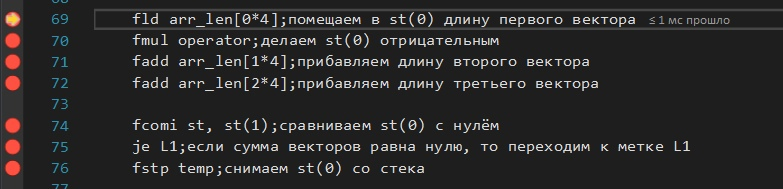 69 fld arr_len[0*4];помещаем в st(0) длину первого вектора ≤ 1 мс прошло
70 fmul operator;делаем st(0) отрицательным
71 fadd arr_len[1*4];прибавляем длину второго вектора
72 fadd arr_len[2*4];прибавляем длину третьего вектора
73
74 fcomi st, st(1);сравниваем st(0) с нулём
75 je L1;если сумма векторов равна нулю, то переходим к метке L1
76 fstp temp;снимаем st(0) со стека